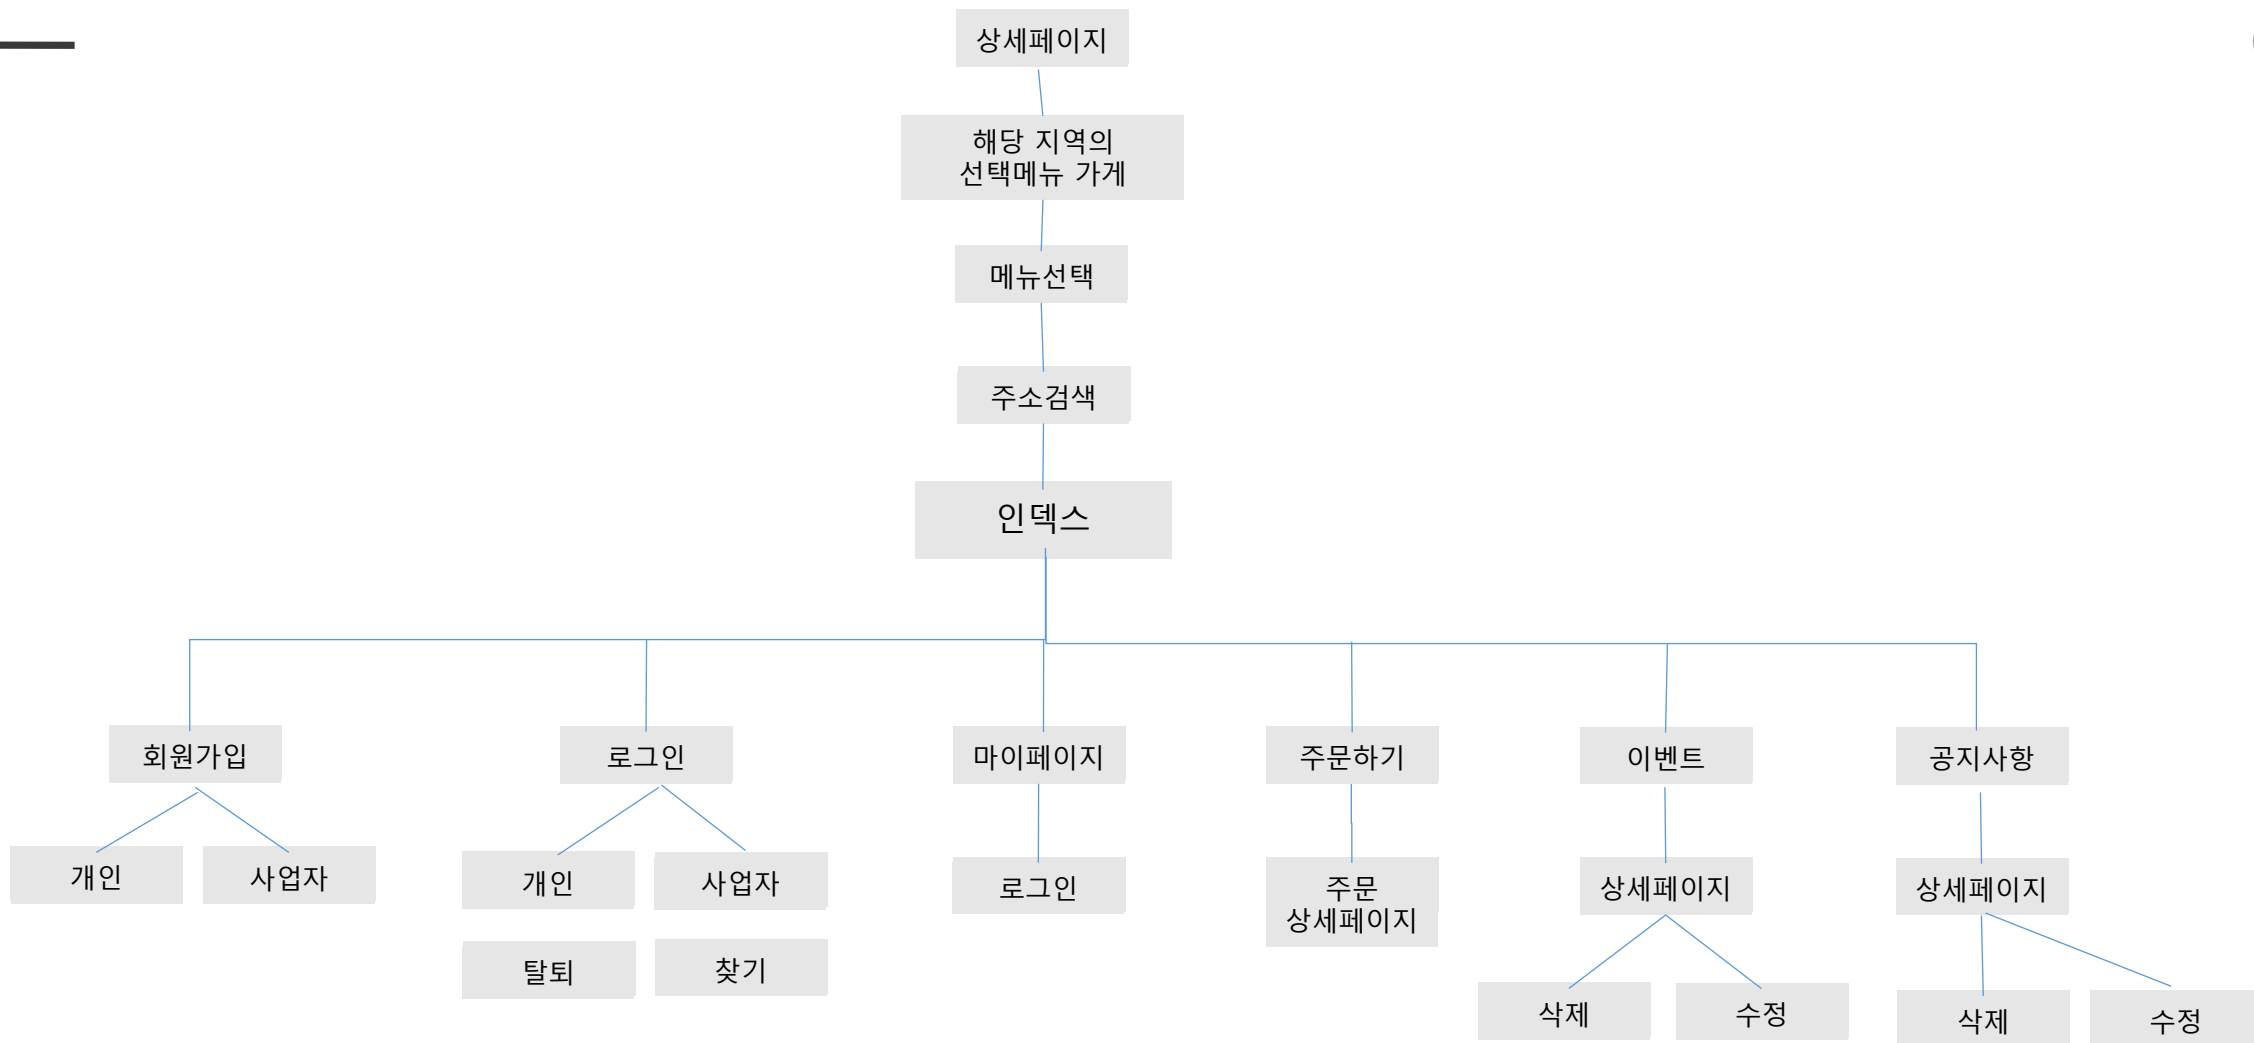 상세페이지
해당 지역의
선택메뉴 가게
메뉴선택
주소검색
인덱스
회원가입
로그인
마이페이지
주문하기
이벤트
공지사항
개인
사업자
개인
사업자
로그인
주문
상세페이지
상세페이지
상세페이지
탈퇴
찾기
삭제
수정
삭제
수정